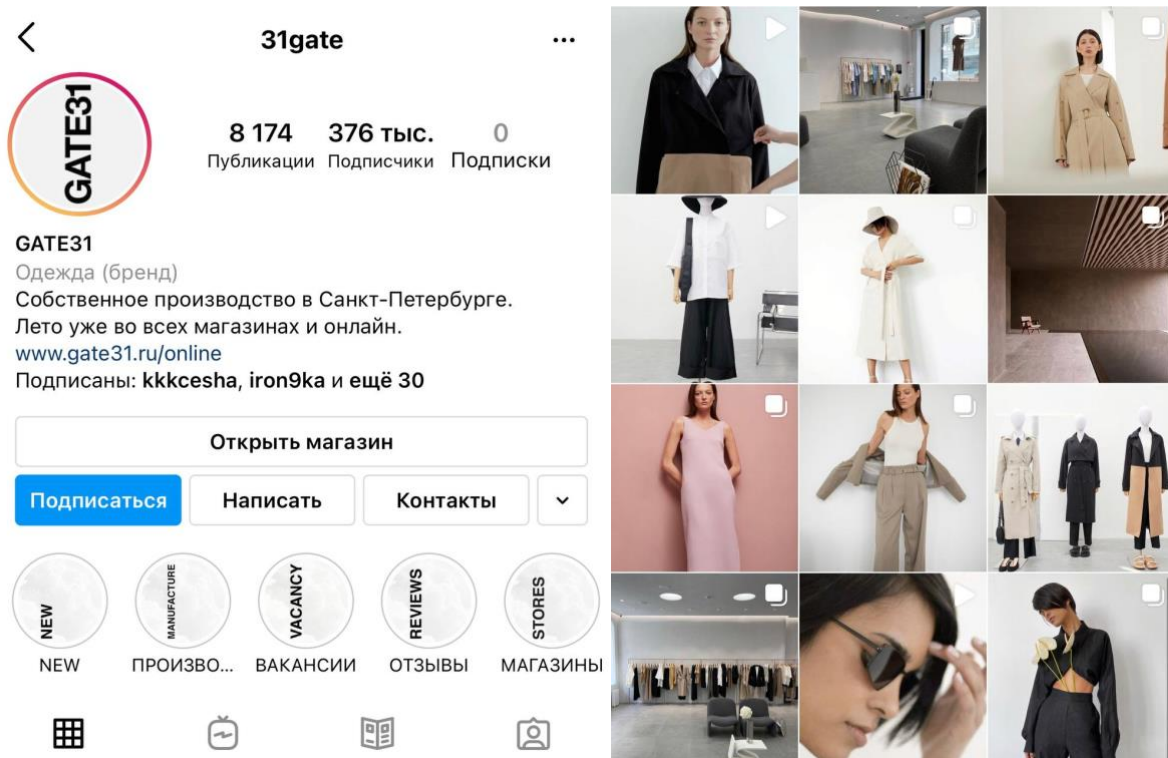 31gate
GATE31
8 174 376 тыс. 0
Публикации Подписчики Подписки
GATE31
Одежда (бренд)
Собственное производство в Санкт-Петербурге.
Лето уже во всех магазинах и онлайн.
www.gate31.ru/online
Подписаны: kkkcesha, iron9ka и ещё 30
Открыть магазин
Подписаться Написать Контакты
NEW MANUFACTURE VACANCY REVIEWS STORES
NEW ПРОИЗВО... ВАКАНСИИ ОТЗЫВЫ МАГАЗИНЫ